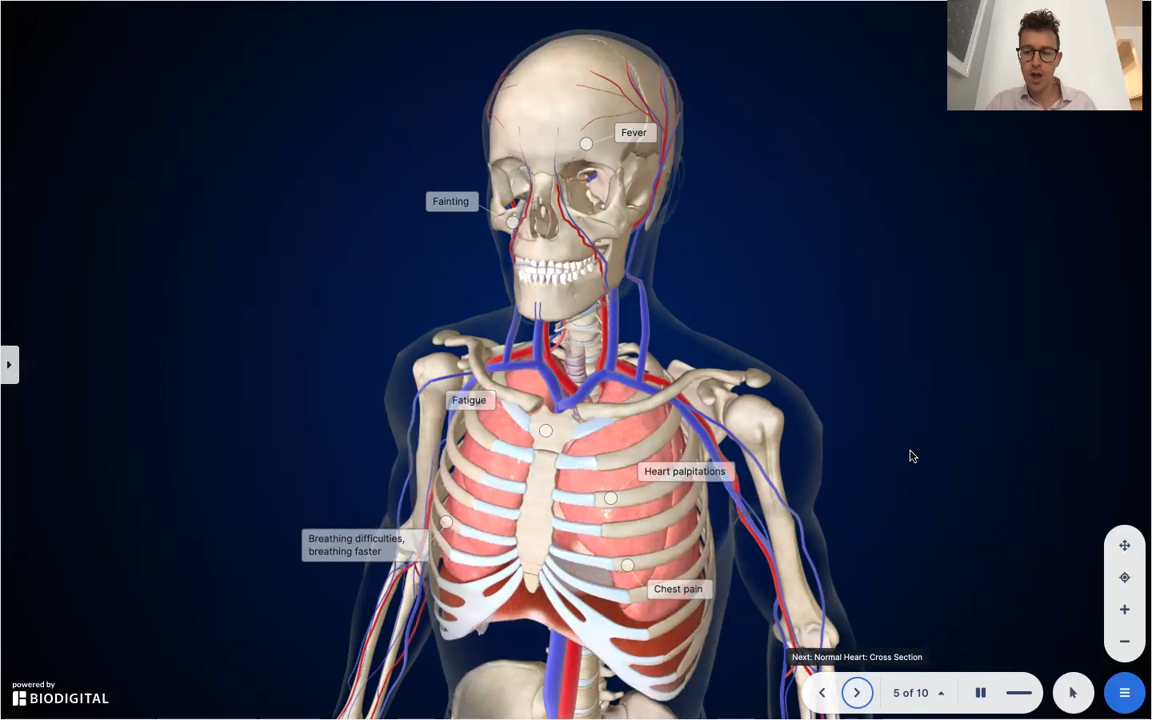 Fever
Fainting
Fatigue
Heart palpitations
Breathing difficulties,
breathing faster
Chest pain
Next: Normal Heart: Cross Section
5 of 10
powered by
BIODIGITAL